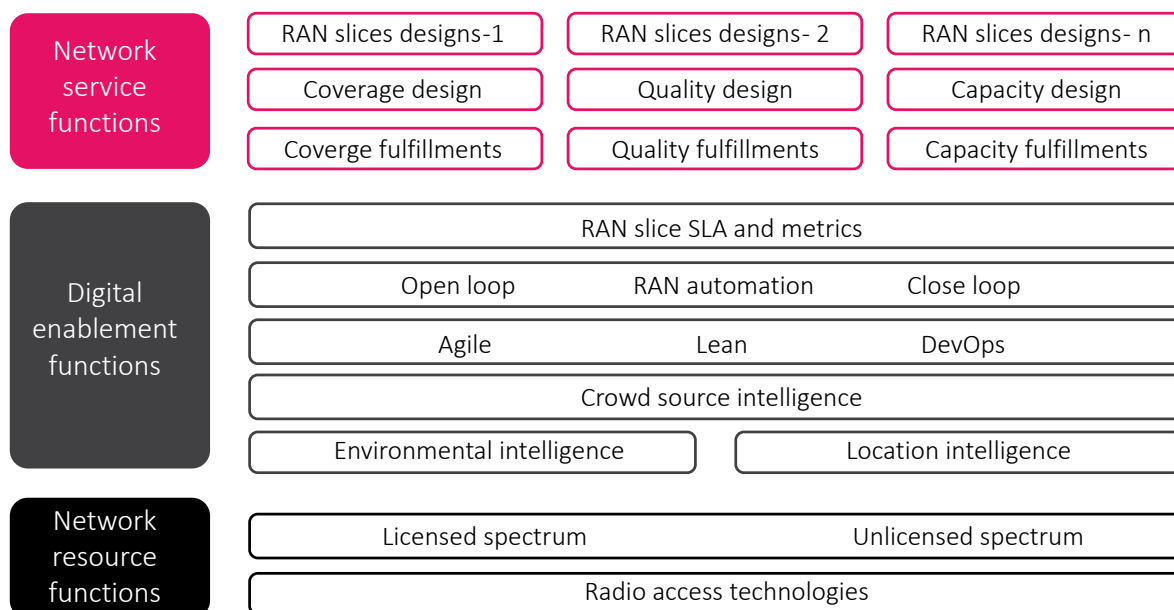 Network
service
functions
RAN slices designs-1
RAN slices designs- 2
RAN slices designs- n
Coverage design
Quality design
Capacity design
Coverge fulfillments
Quality fulfillments
Capacity fulfillments
Digital
enablement
functions
RAN slice SLA and metrics
Open loop
RAN automation
Close loop
Agile
Lean
DevOps
Crowd source intelligence
Environmental intelligence
Location intelligence
Network
resource
functions
Licensed spectrum
Unlicensed spectrum
Radio access technologies